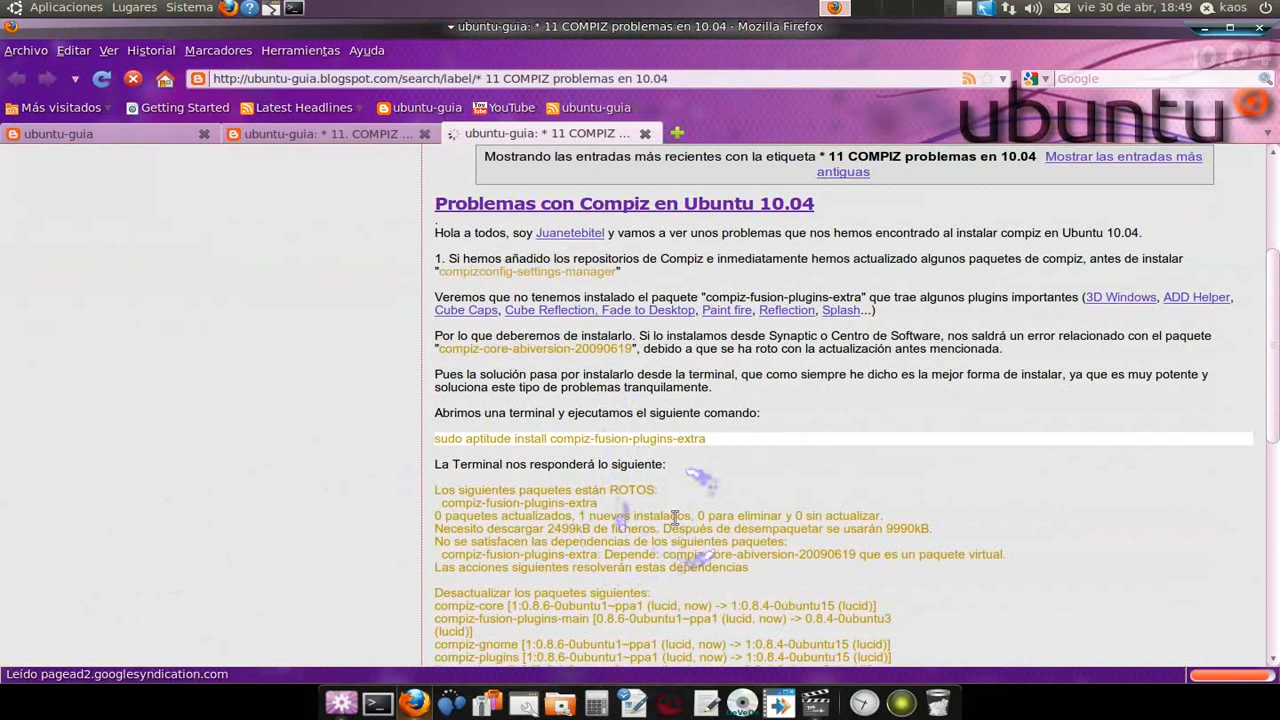 Aplicaciones Lugares Sistema vie 30 de abr, 18:49 kaos
ubuntu-guia: * 11 COMPIZ problemas en 10.04 - Mozilla Firefox
Archivo Editar Ver Historial Marcadores Herramientas Ayuda
10.04
http://ubuntu-guia.blogspot.com/search/label/* 11 COMPIZ problemas en 10.04 Google
Más visitados Getting Started Latest Headlines ubuntu-guia YouTube ubuntu-guia
ubuntu
ubuntu-guia ubuntu-guia: * 11. COMPIZ ... ubuntu-guia: * 11 COMPIZ ...
Mostrando las entradas más recientes con la etiqueta * 11 COMPIZ problemas en 10.04 Mostrar las entradas más
antiguas
Problemas con Compiz en Ubuntu 10.04
Hola a todos, soy Juanetebitel y vamos a ver unos problemas que nos hemos encontrado al instalar compiz en Ubuntu 10.04.
1. Si hemos añadido los repositorios de Compiz e inmediatamente hemos actualizado algunos paquetes de compiz, antes de instalar
"compizconfig-settings-manager"
Veremos que no tenemos instalado el paquete "compiz-fusion-plugins-extra" que trae algunos plugins importantes (3D Windows, ADD Helper,
Cube Caps, Cube Reflection, Fade to Desktop, Paint fire, Reflection, Splash...)
Por lo que deberemos de instalarlo. Si lo instalamos desde Synaptic o Centro de Software, nos saldrá un error relacionado con el paquete
"compiz-core-abiversion-20090619", debido a que se ha roto con la actualización antes mencionada.
Pues la solución pasa por instalarlo desde la terminal, que como siempre he dicho es la mejor forma de instalar, ya que es muy potente y
soluciona este tipo de problemas tranquilamente.
Abrimos una terminal y ejecutamos el siguiente comando:
sudo aptitude install compiz-fusion-plugins-extra
La Terminal nos responderá lo siguiente:
Los siguientes paquetes están ROTOS:
compiz-fusion-plugins-extra
0 paquetes actualizados, 1 nuevos instalados, 0 para eliminar y 0 sin actualizar.
Necesito descargar 2499kB de ficheros. Después de desempaquetar se usarán 9990kB.
No se satisfacen las dependencias de los siguientes paquetes:
compiz-fusion-plugins-extra: Depende: compiz-core-abiversion-20090619 que es un paquete virtual.
Las acciones siguientes resolverán estas dependencias
Desactualizar los paquetes siguientes:
compiz-core [1:0.8.6-0ubuntu1~ppa1 (lucid, now) -> 1:0.8.4-0ubuntu15 (lucid)]
compiz-fusion-plugins-main [0.8.6-0ubuntu1~ppa1 (lucid, now) -> 0.8.4-0ubuntu3
(lucid)]
compiz-gnome [1:0.8.6-0ubuntu1~ppa1 (lucid, now) -> 1:0.8.4-0ubuntu15 (lucid)]
compiz-plugins [1:0.8.6-0ubuntu1~ppa1 (lucid, now) -> 1:0.8.4-0ubuntu15 (lucid)]
Leído pagead2.googlesyndication.com